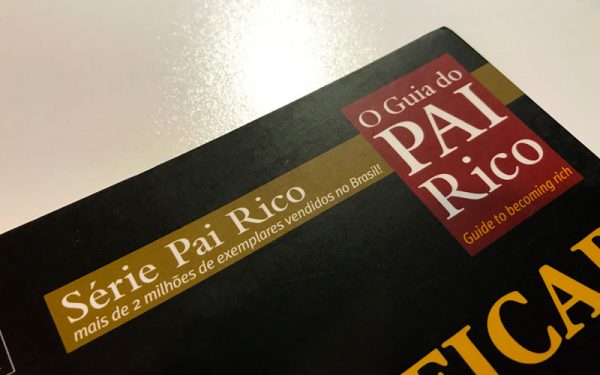 O Guia do
PAI
Rico
Guide to becoming rich
Série Pai Rico
mais de 2 milhões de exemplares vendidos no Brasil!